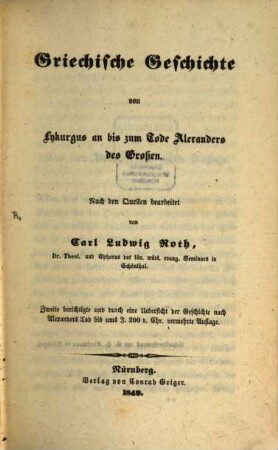 Griechische Geschichte
von
Lykurgus an bis zum Tode Alexanders
des Großen.
Nach den Quellen bearbeitet
von
Carl Ludwig Roth,
Dr. Theol. und Ephorus des kön. würt. evang. Seminars in
Schönthal.
Zweite berichtigte und durch eine Uebersicht der Geschichte nach
Alexanders Tod bis ums J. 200 v. Chr. vermehrte Auflage.
Nürnberg.
Verlag von Conrad Geiger.
1849.